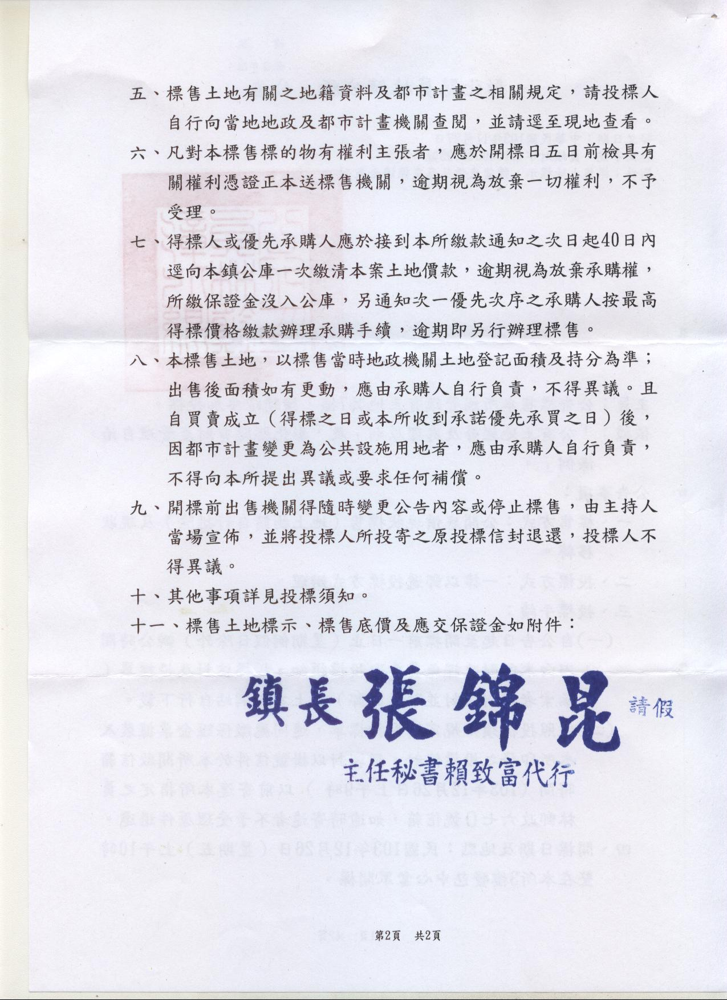 五、標售土地有關之地籍資料及都市計畫之相關規定，請投標人
自行向當地地政及都市計畫機關查閱，並請逕至現地查看。
六、凡對本標售標的物有權利主張者，應於開標日五日前檢具有
關權利憑證正本送標售機關，逾期視為放棄一切權利，不予
受理。
七、得標人或優先承購人應於接到本所繳款通知之次日起40日內
逕向本鎮公庫一次繳清本案土地價款，逾期視為放棄承購權，
所繳保證金沒入公庫，另通知次一優先次序之承購人按最高
得標價格繳款辦理承購手續，逾期即另行辦理標售。
八、本標售土地，以標售當時地政機關土地登記面積及持分為準；
出售後面積如有更動，應由承購人自行負責，不得異議。且
自買賣成立（得標之日或本所收到承諾優先承買之日）後，
因都市計畫變更為公共設施用地者，應由承購人自行負責，
不得向本所提出異議或要求任何補償。
九、開標前出售機關得隨時變更公告內容或停止標售，由主持人
當場宣佈，並將投標人所投寄之原投標信封退還，投標人不
得異議。
十、其他事項詳見投標須知。
十一、標售土地標示、標售底價及應交保證金如附件：
鎮長張錦昆請假
主任秘書賴致富代行
第2頁　共2頁